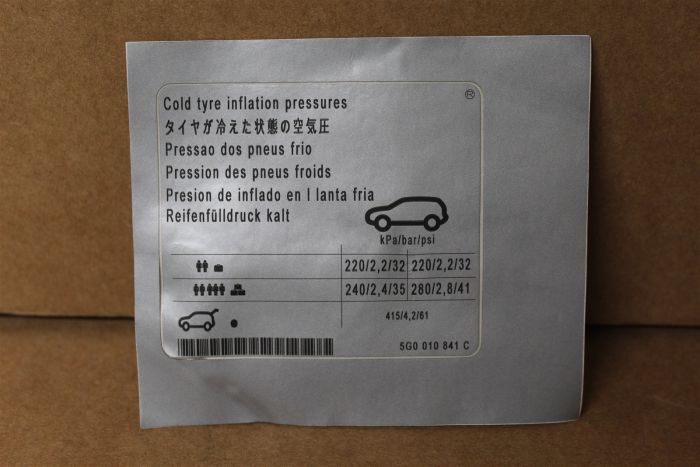 Cold tyre inflation pressures ®
タイヤが冷えた状態の空気圧
Pressao dos pneus frio
Pression des pneus froids
Presion de inflado en l lanta fria
Reifenfülldruck kalt
kPa/bar/psi
220/2,2/32 220/2,2/32
240/2,4/35 280/2,8/41
415/4,2/61
5G0 010 841 C